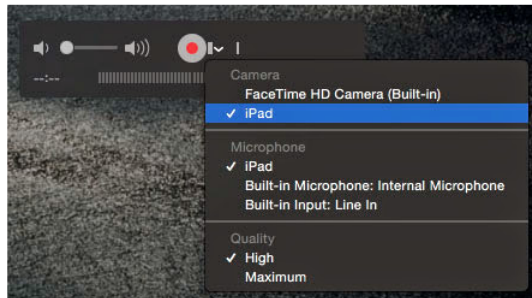 --:--
Camera
FaceTime HD Camera (Built-in)
✓ iPad
Microphone
✓ iPad
Built-in Microphone: Internal Microphone
Built-in Input: Line In
Quality
✓ High
Maximum